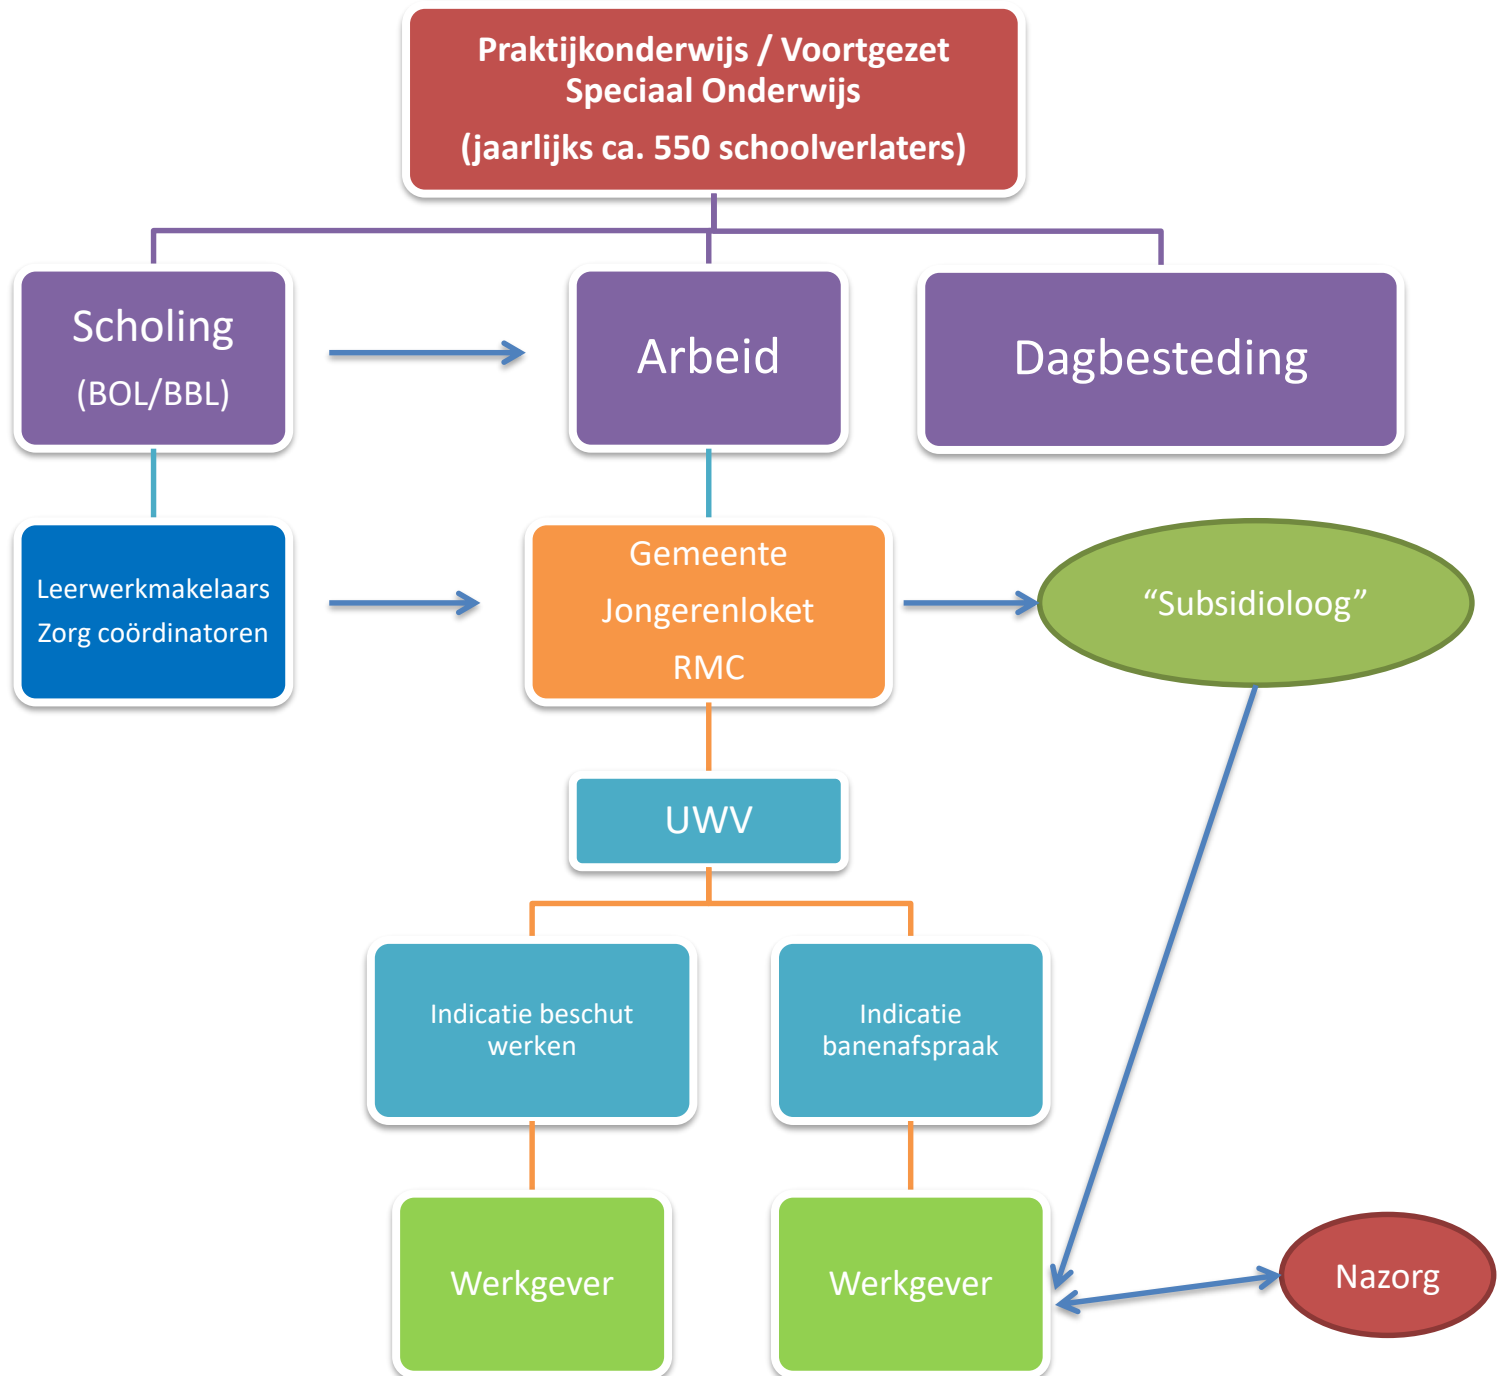 Praktijkonderwijs / Voortgezet
Speciaal Onderwijs
(jaarlijks ca. 550 schoolverlaters)
Scholing
(BOL/BBL)
Arbeid
Dagbesteding
Leerwerkmakelaars
Zorg coördinatoren
Gemeente
Jongerenloket
RMC
“Subsidioloog”
UWV
Indicatie beschut
werken
Indicatie
banenafspraak
Werkgever
Werkgever
Nazorg